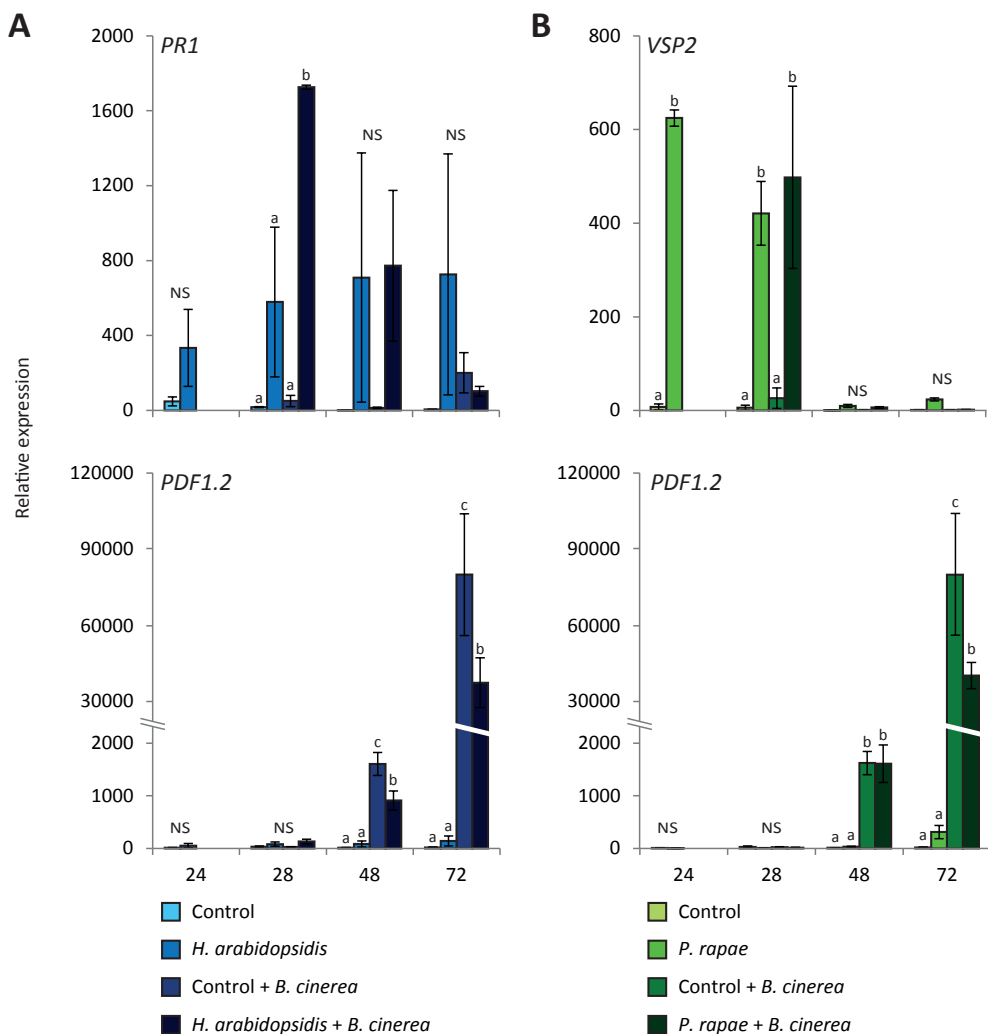 A
B
Relative expression
PR1
2000
1600
1200
800
400
0
NS
a
a
b
NS
NS
VSP2
800
600
400
200
0
a
b
a
b
a
b
NS
NS
PDF1.2
120000
90000
60000
30000
2000
1000
0
NS
NS
a
a
c
b
a
a
c
b
24
28
48
72
PDF1.2
120000
90000
60000
30000
2000
1000
0
NS
NS
a
a
b
b
a
a
c
b
24
28
48
72
Control
H. arabidopsidis
Control + B. cinerea
H. arabidopsidis + B. cinerea
Control
P. rapae
Control + B. cinerea
P. rapae + B. cinerea